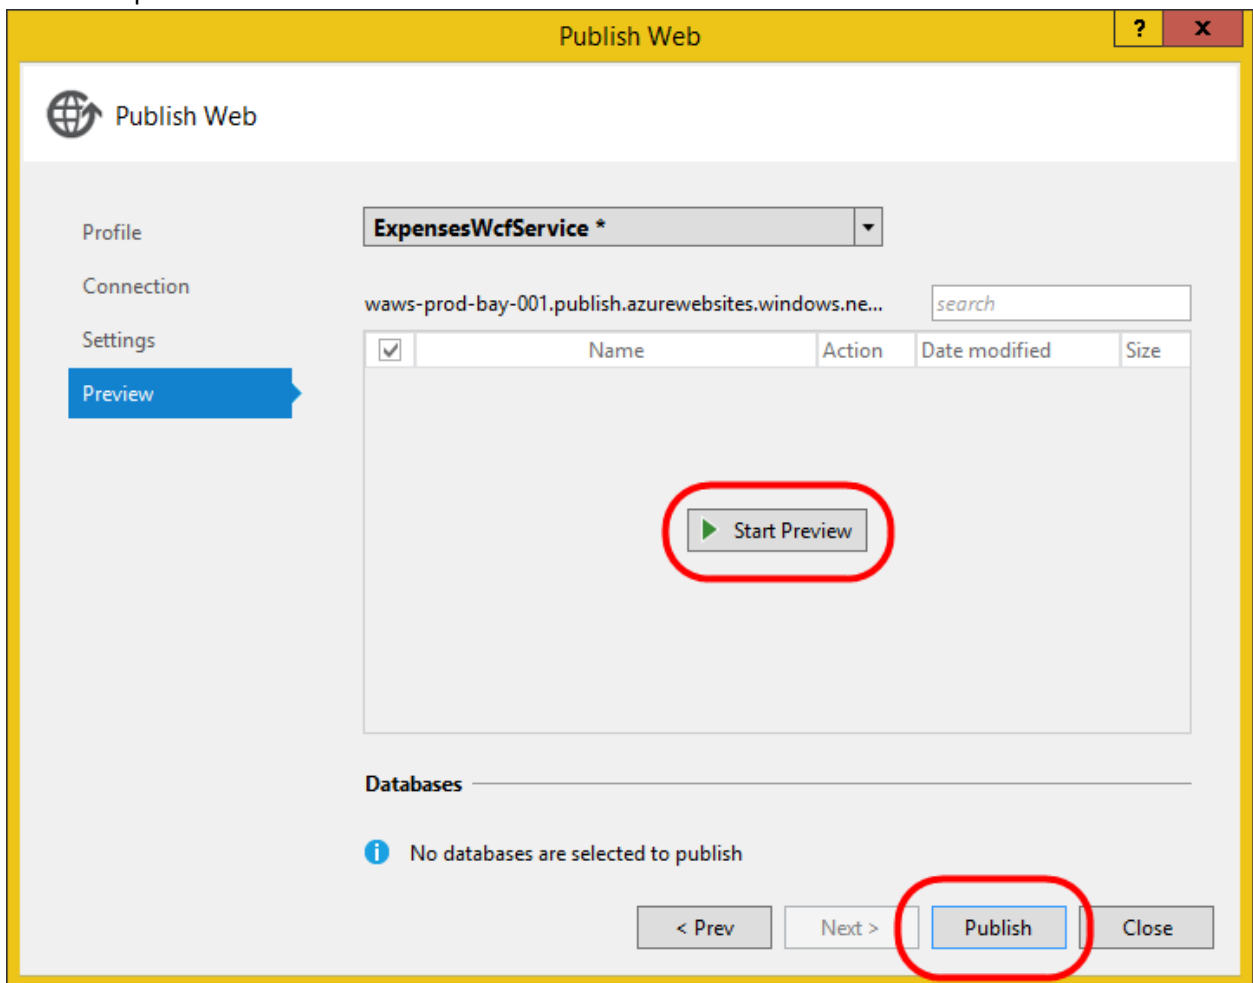 Publish Web
?
x
Publish Web
Profile
Connection
Settings
Preview
ExpensesWcfService *
waws-prod-bay-001.publish.azurewebsites.windows.ne...
search
Name Action Date modified Size
Start Preview
Databases
No databases are selected to publish
< Prev Next > Publish Close